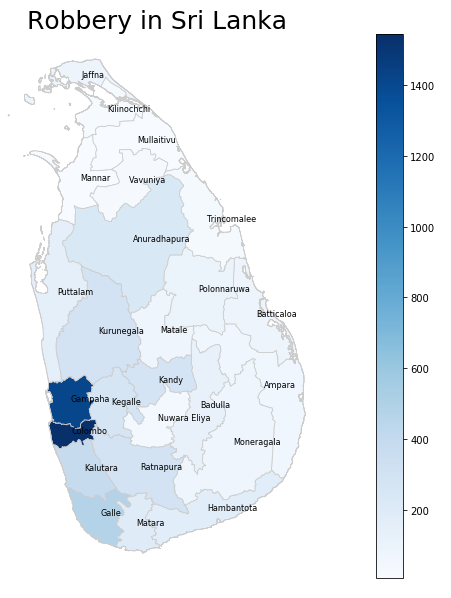 Robbery in Sri Lanka
Jaffna
Kilinochchi
Mullaitivu
Mannar
Vavuniya
Trincomalee
Anuradhapura
Polonnaruwa
Puttalam
Batticaloa
Kurunegala
Matale
Kandy
Ampara
Gampaha
Kegalle
Badulla
Nuwara Eliya
Colombo
Moneragala
Kalutara
Ratnapura
Hambantota
Galle
Matara
1400
1200
1000
800
600
400
200